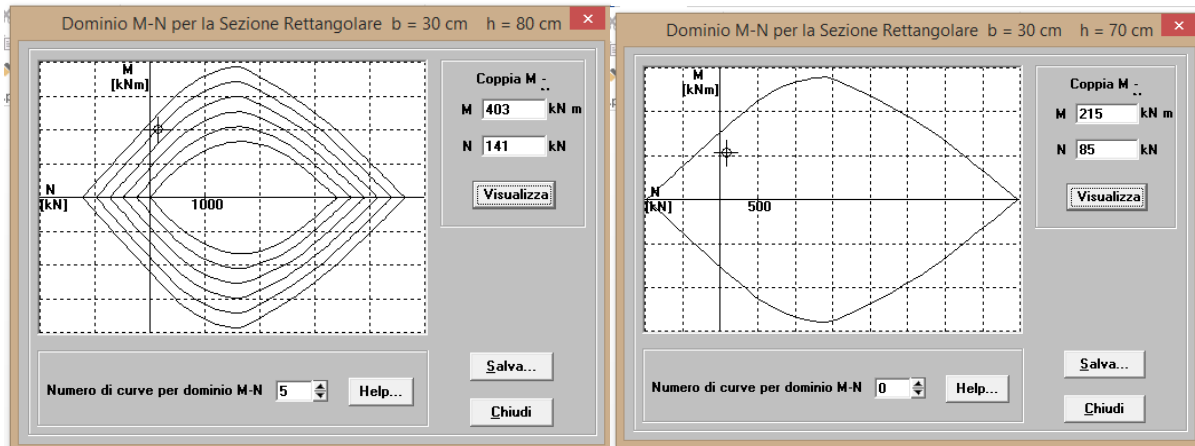 Dominio M-N per la Sezione Rettangolare b = 30 cm h = 80 cm
M
[kNm]
N
[kN]
1000
Coppia M -
M 403 kN m
N 141 kN
Visualizza
Numero di curve per dominio M-N 5
Help...
Salva...
Chiudi
Dominio M-N per la Sezione Rettangolare b = 30 cm h = 70 cm
M
[kNm]
N
[kN]
500
Coppia M -
M 215 kN m
N 85 kN
Visualizza
Numero di curve per dominio M-N 0
Help...
Salva...
Chiudi